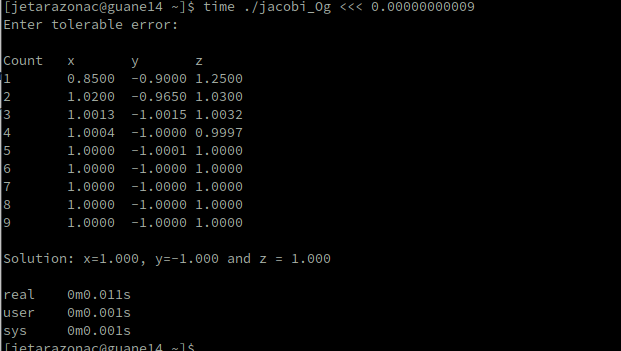 [jetarazonac@guane14 ~]$ time ./jacobi_Og <<< 0.00000000009
Enter tolerable error:
Count x y z
1 0.8500 -0.9000 1.2500
2 1.0200 -0.9650 1.0300
3 1.0013 -1.0015 1.0032
4 1.0004 -1.0000 0.9997
5 1.0000 -1.0001 1.0000
6 1.0000 -1.0000 1.0000
7 1.0000 -1.0000 1.0000
8 1.0000 -1.0000 1.0000
9 1.0000 -1.0000 1.0000
Solution: x=1.000, y=-1.000 and z = 1.000
real 0m0.011s
user 0m0.001s
sys 0m0.001s
[jetarazonac@guane14 ~]$